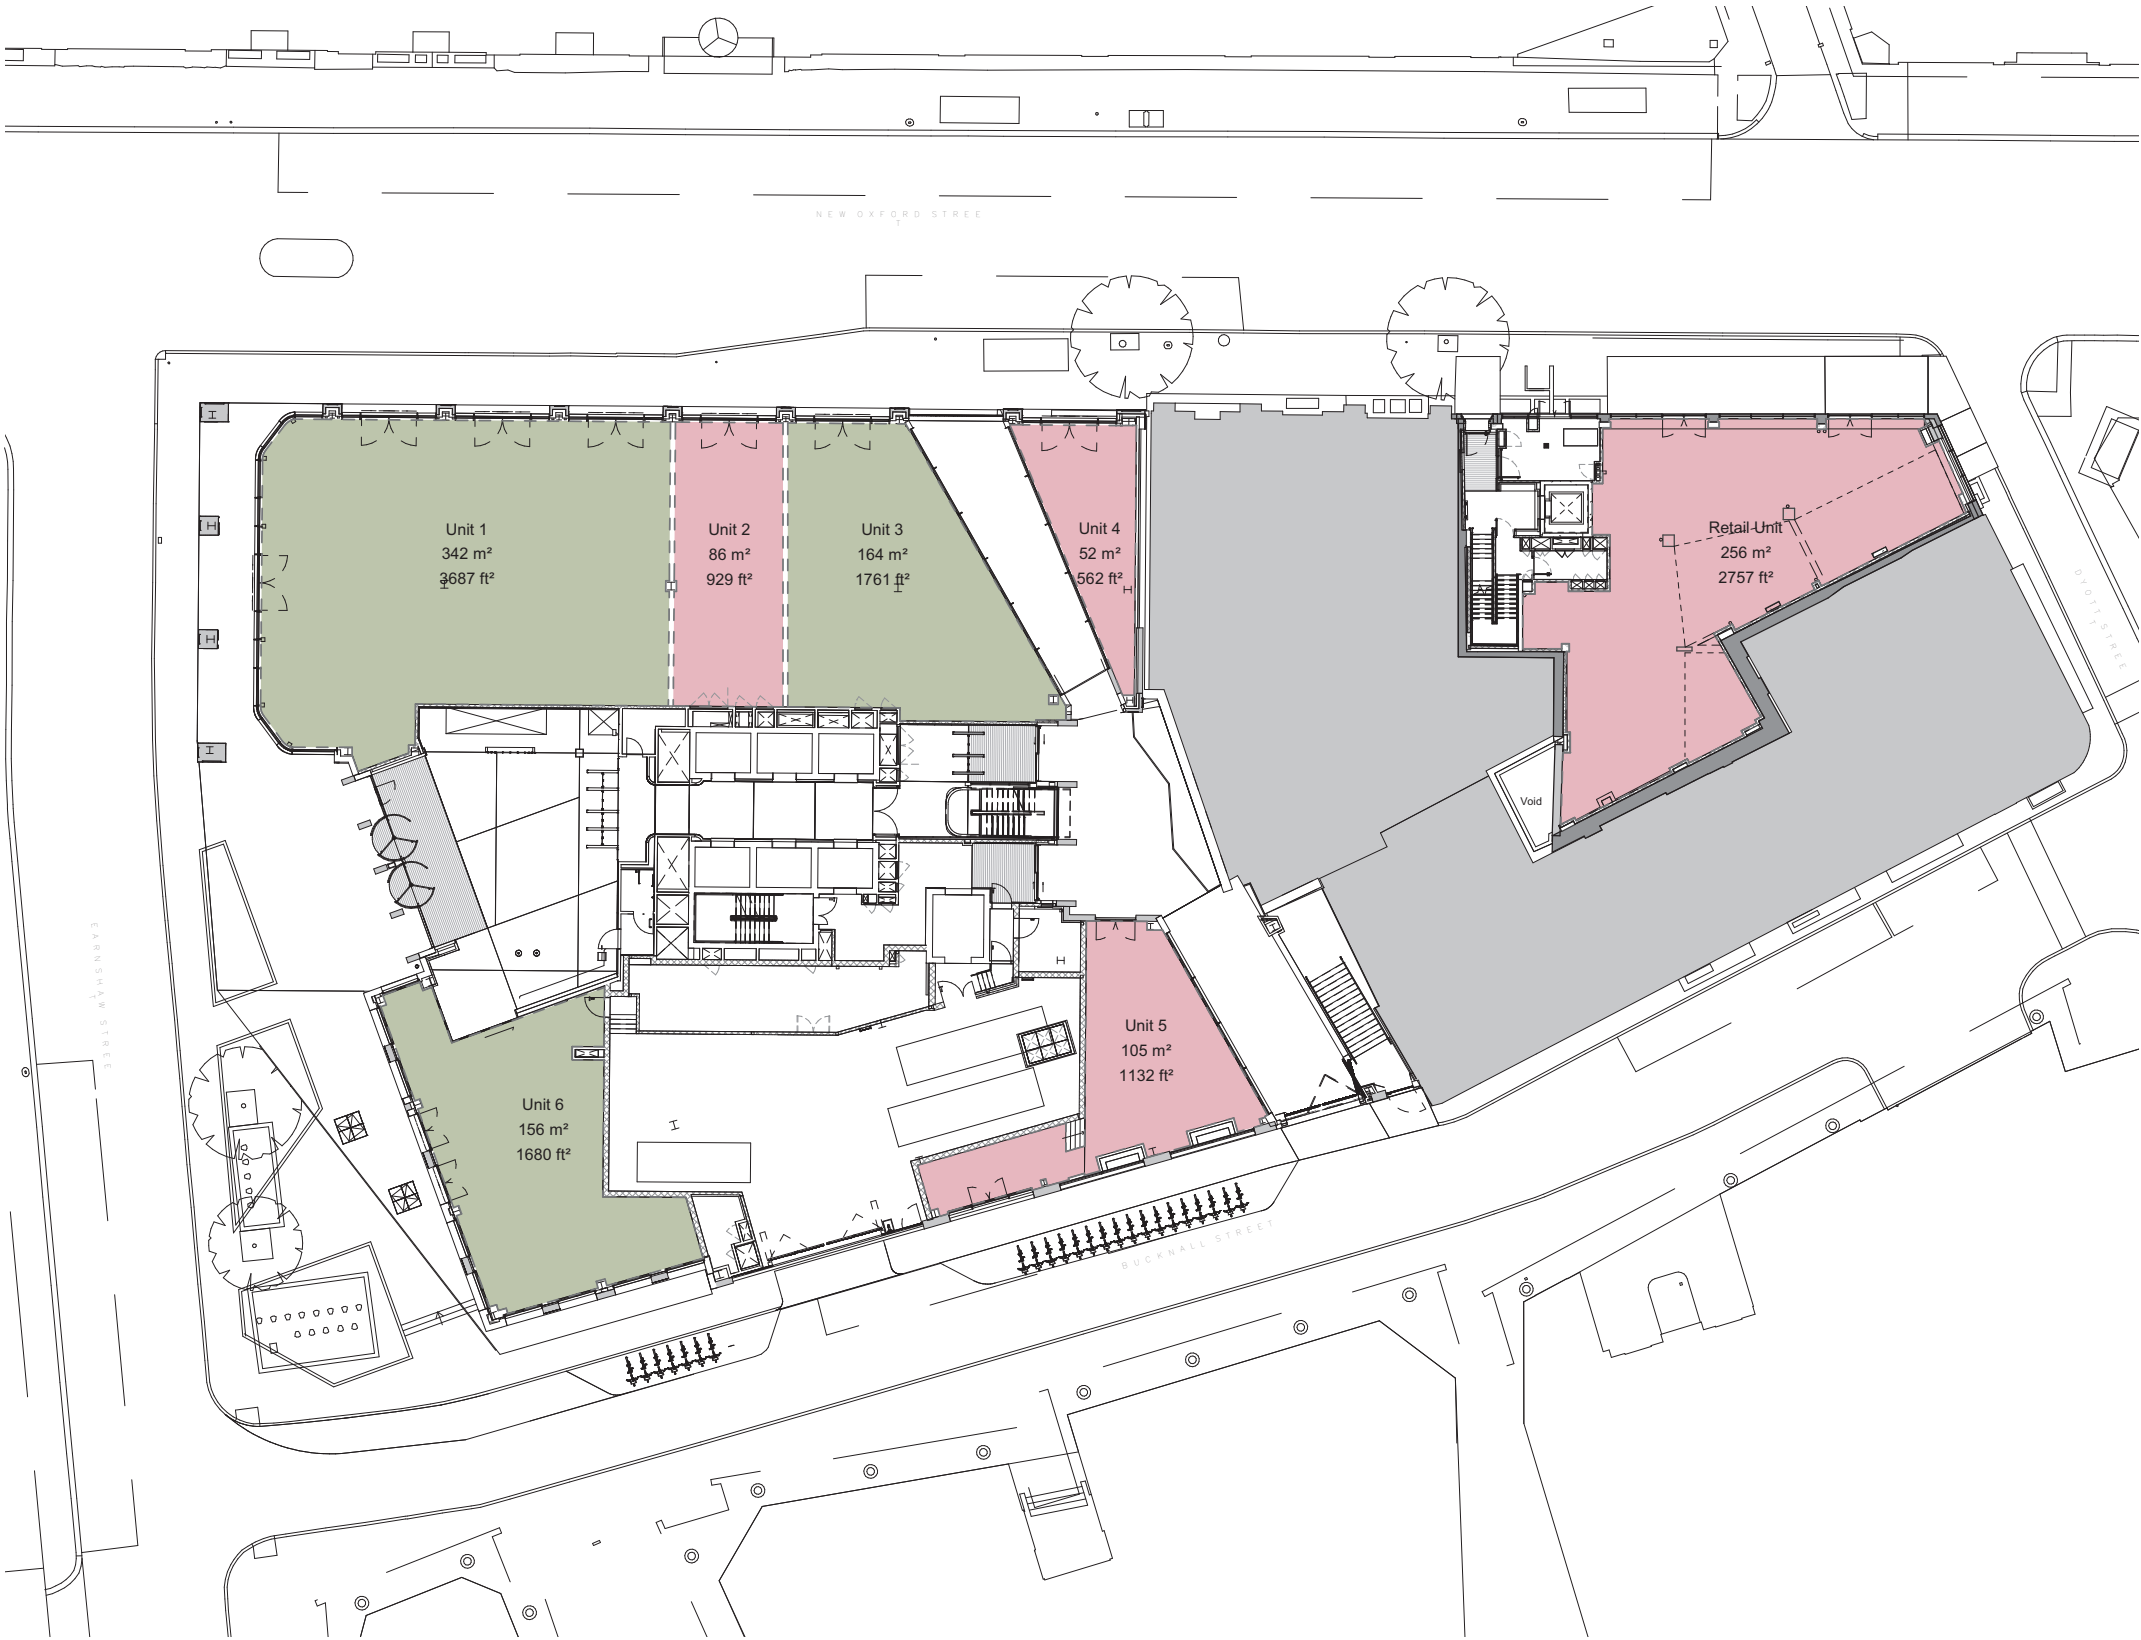 NEW OXFORD STREE
T
Unit 1
342 m²
3687 ft²
Unit 2
86 m²
929 ft²
Unit 3
164 m²
1761 ft²
Unit 4
52 m²
562 ft²
Retail Unit
256 m²
2757 ft²
DYOTT STREE
T
Void
EARNSHAW STREE
T
Unit 5
105 m²
1132 ft²
Unit 6
156 m²
1680 ft²
BUCKNALL STREET